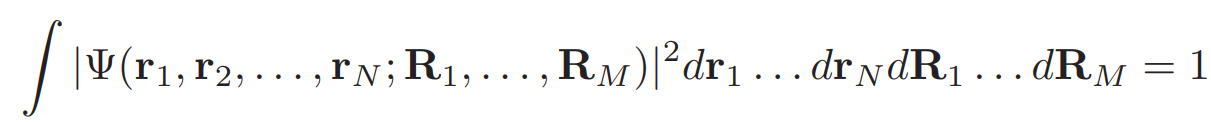 ∫ |Ψ(𝐫₁, 𝐫₂, . . . , 𝐫_N; 𝐑₁, . . . , 𝐑_M)|² d𝐫₁ . . . d𝐫_N d𝐑₁ . . . d𝐑_M = 1